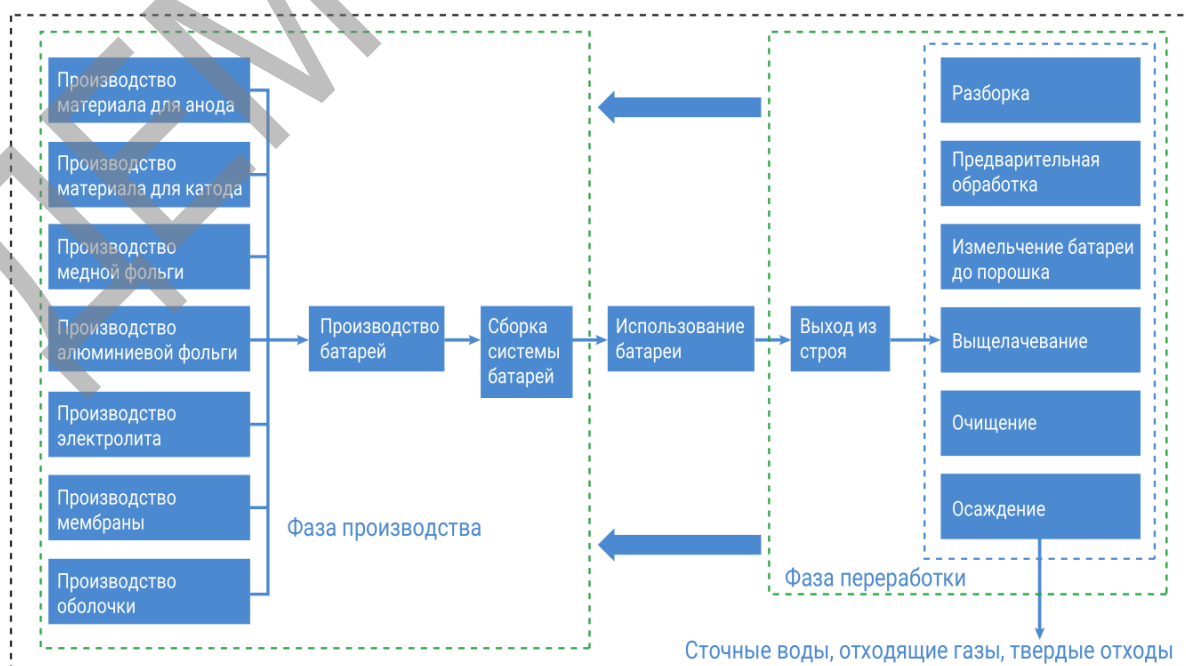 Производство
материала для анода
Производство
материала для катода
Производство
медной фольги
Производство
алюминиевой фольги
Производство
электролита
Производство
мембраны
Производство
оболочки
Производство
батарей
Сборка
системы
батарей
Фаза производства
Использование
батареи
Выход из
строя
Разборка
Предварительная
обработка
Измельчение батареи
до порошка
Выщелачевание
Очищение
Осаждение
Фаза переработки
Сточные воды, отходящие газы, твердые отходы